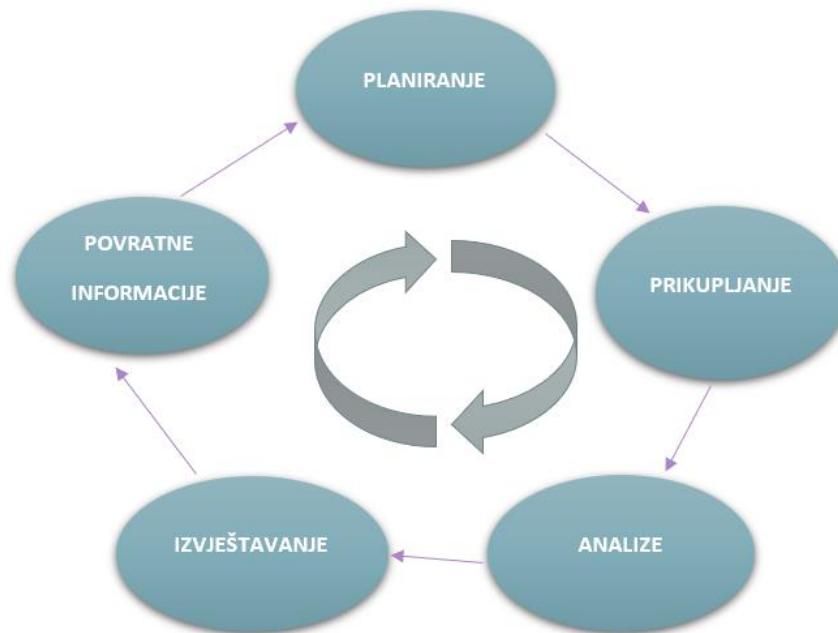 PLANIRANJE
PRIKUPLJANJE
ANALIZE
IZVJEŠTAVANJE
POVRATNE
INFORMACIJE